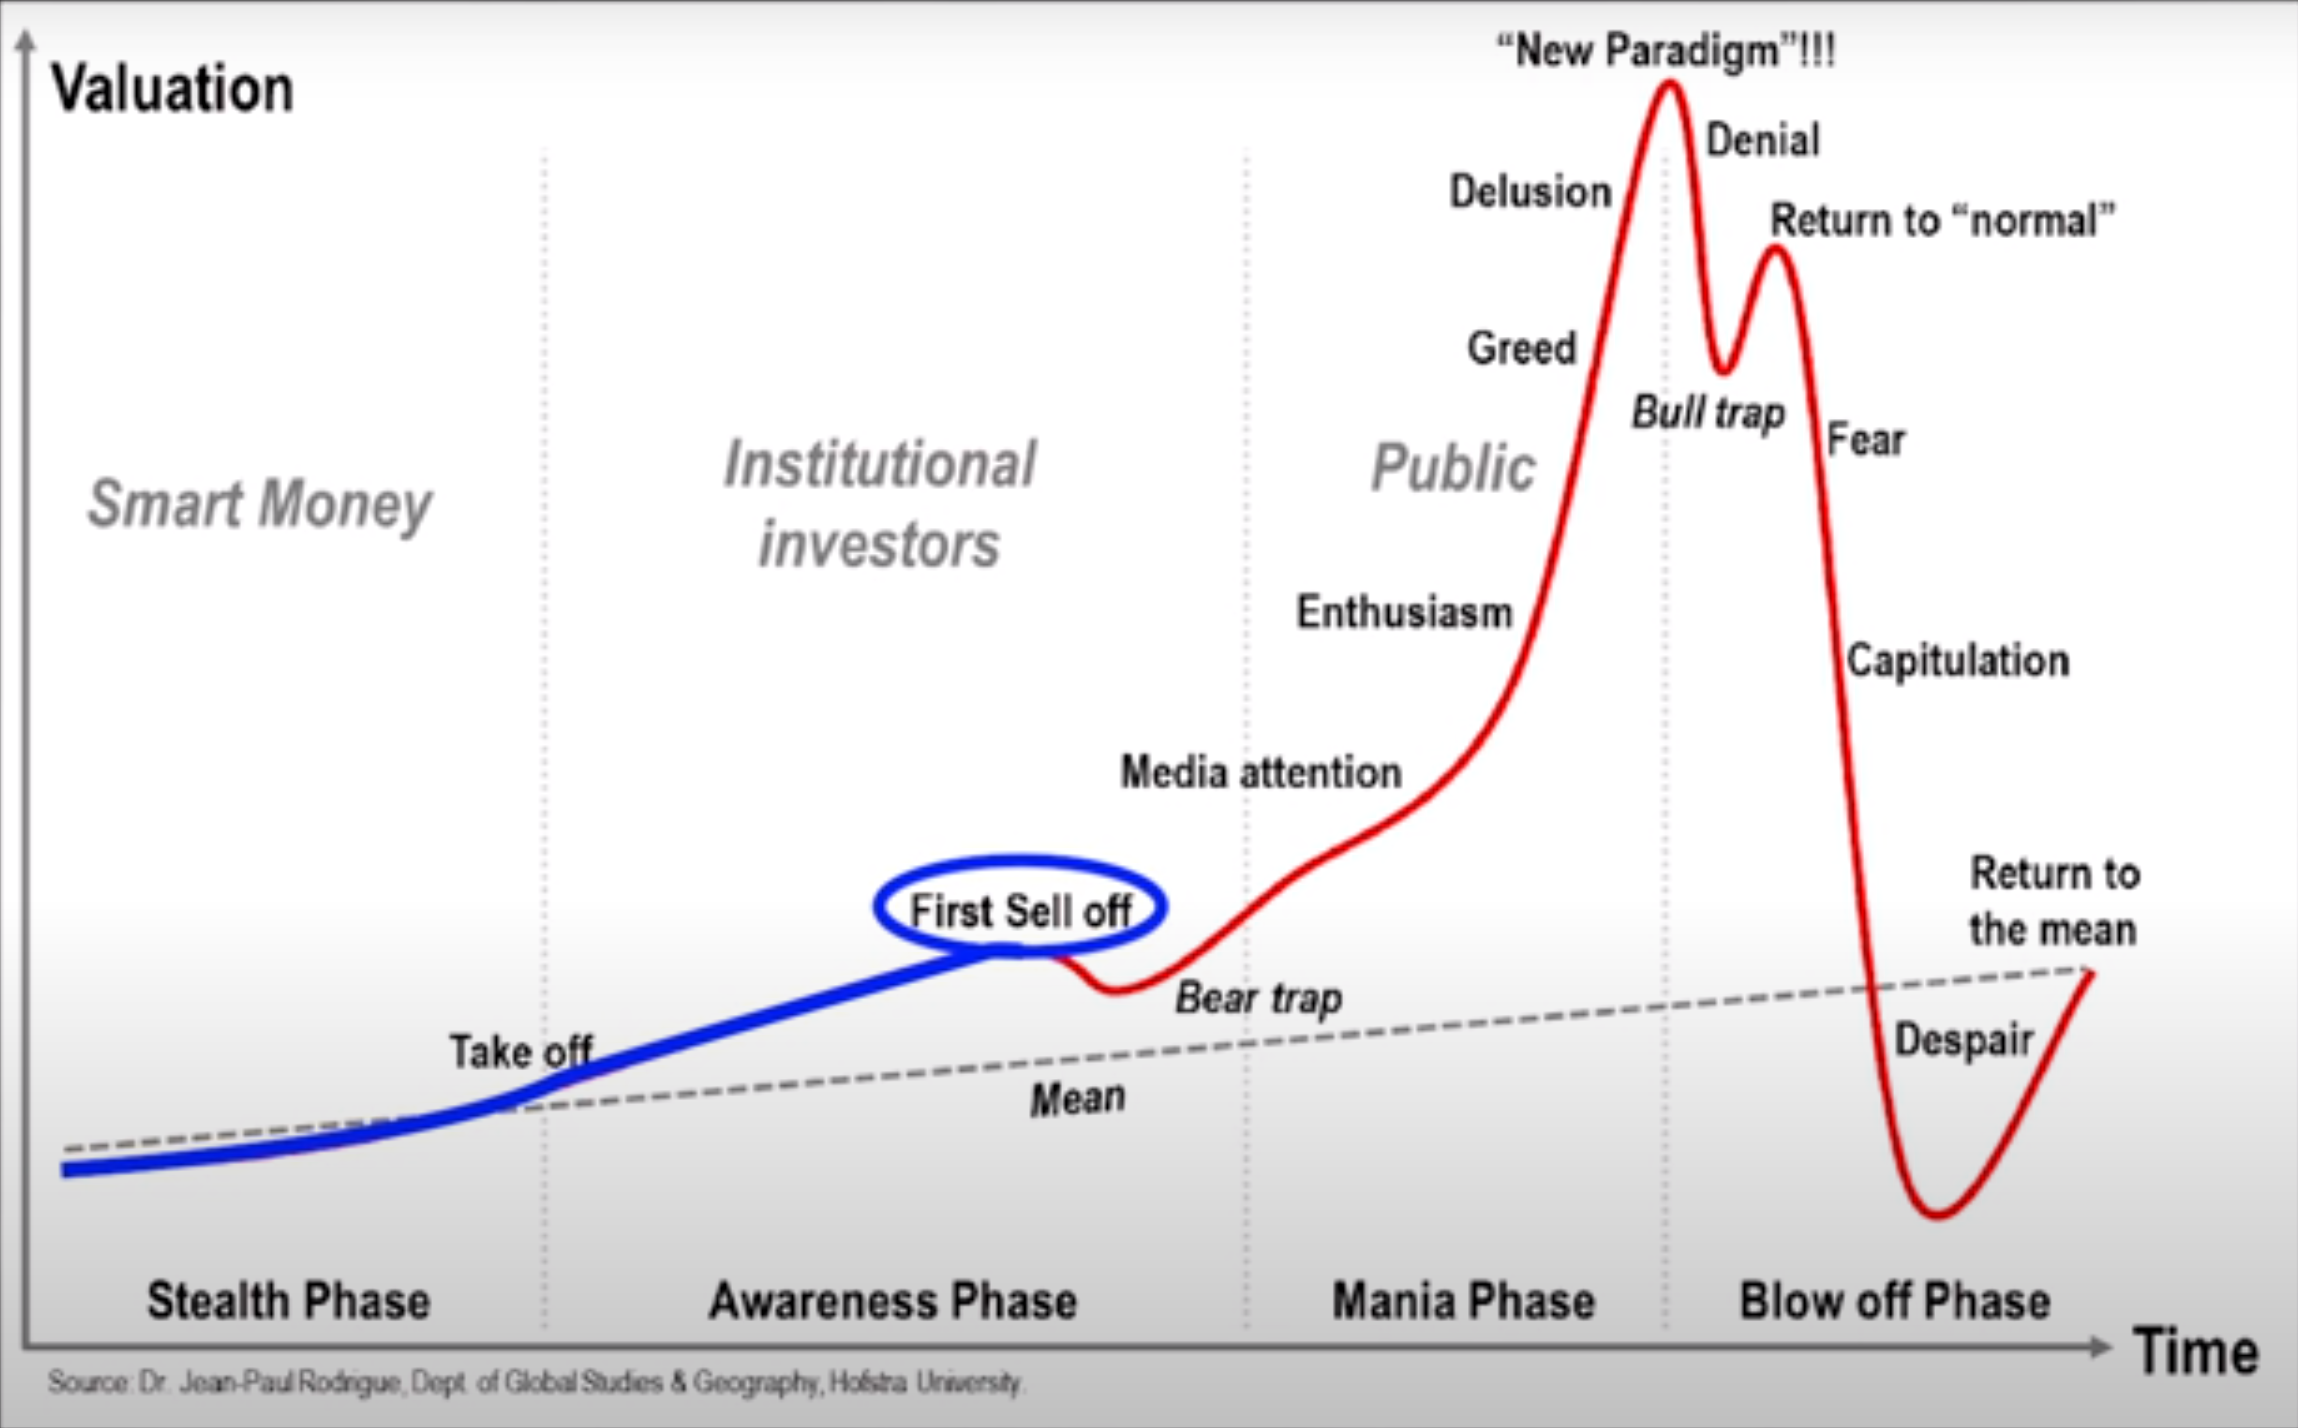 Valuation
"New Paradigm"!!!
Denial
Delusion
Return to "normal"
Greed
Bull trap
Fear
Smart Money
Institutional
investors
Public
Enthusiasm
Capitulation
Media attention
First Sell off
Bear trap
Return to
the mean
Take off
Mean
Despair
Stealth Phase
Awareness Phase
Mania Phase
Blow off Phase
Time
Source: Dr. Jean-Paul Rodrigue, Dept. of Global Studies & Geography, Hofstra University.